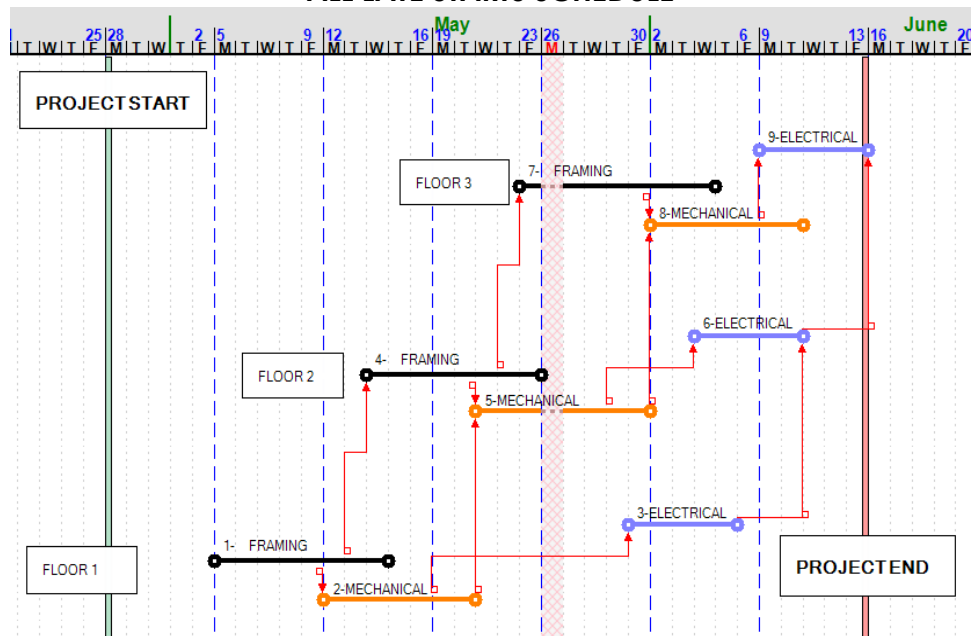 May June
25 28 2 5 9 12 16 19 23 26 30 2 6 9 13 16 20
T W T F M T W T F M T W T F M T W T F M T W T F M T W T F M T W T F M T W T F M T W T F
PROJECT START
9-ELECTRICAL
FLOOR 3
7- FRAMING
8-MECHANICAL
6-ELECTRICAL
FLOOR 2
4- FRAMING
5-MECHANICAL
3-ELECTRICAL
FLOOR 1
1- FRAMING
PROJECT END
2-MECHANICAL